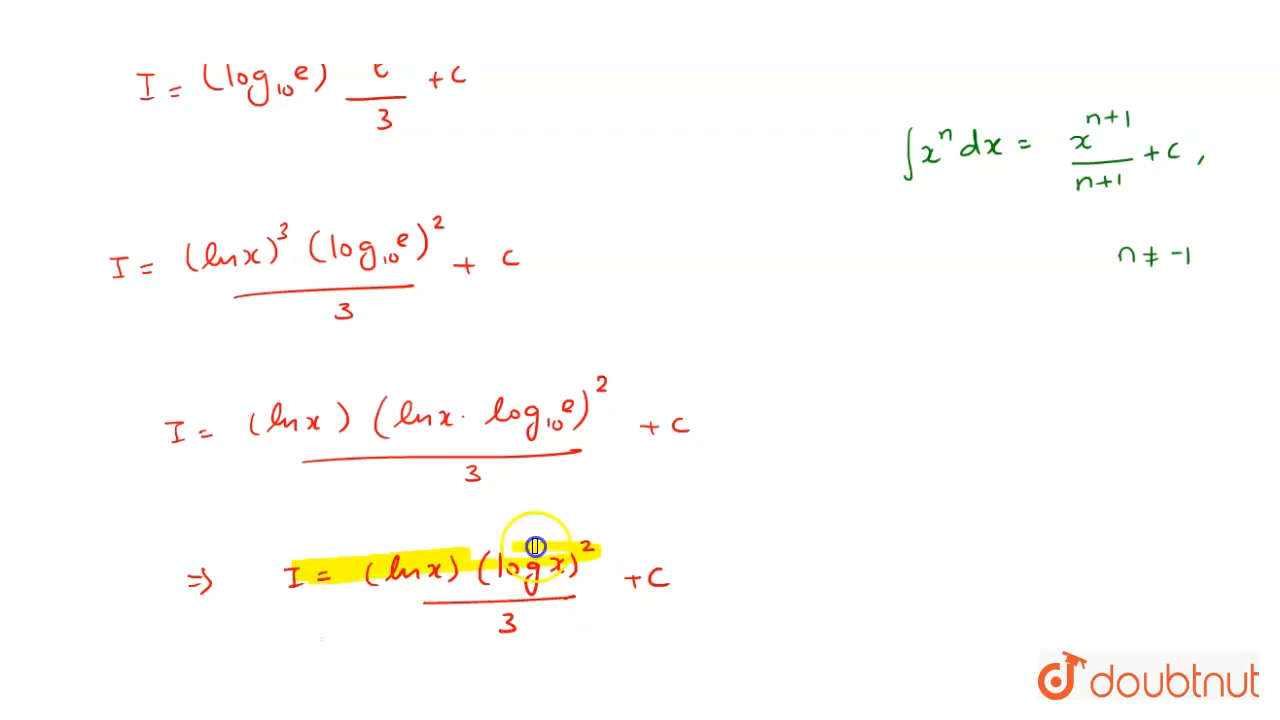 I = (log₁₀e) /3 + C
∫xⁿ dx = xⁿ⁺¹/n+1 + C ,
n ≠ -1
I = (ln x)³ (log₁₀e)²/3 + C
I = (ln x) (ln x · log₁₀e)²/3 + C
⇒ I = (ln x) (log x)²/3 + C
doubtnut